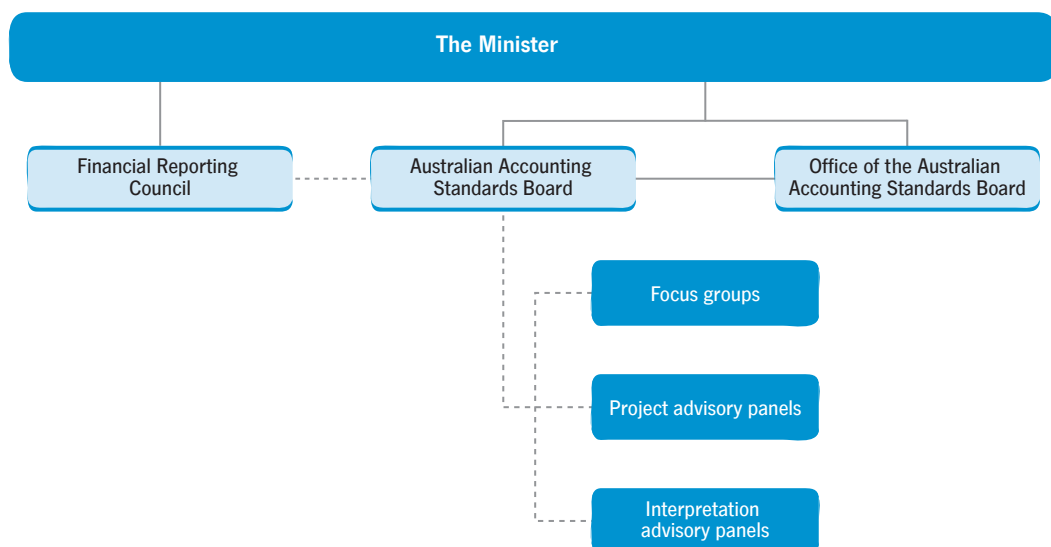 The Minister
Financial Reporting
Council
Australian Accounting
Standards Board
Office of the Australian
Accounting Standards Board
Focus groups
Project advisory panels
Interpretation
advisory panels